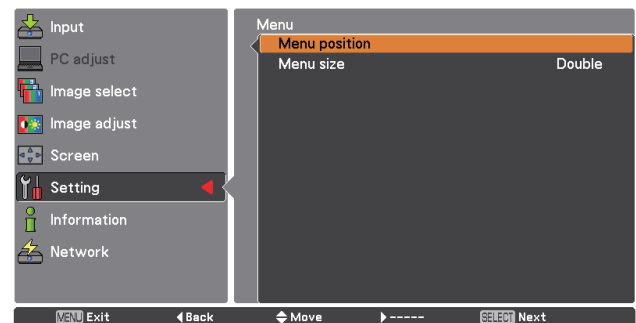 Input
PC adjust
Image select
Image adjust
Screen
Setting
Information
Network
Menu
Menu position
Menu size Double
MENU Exit Back Move ----- SELECT Next